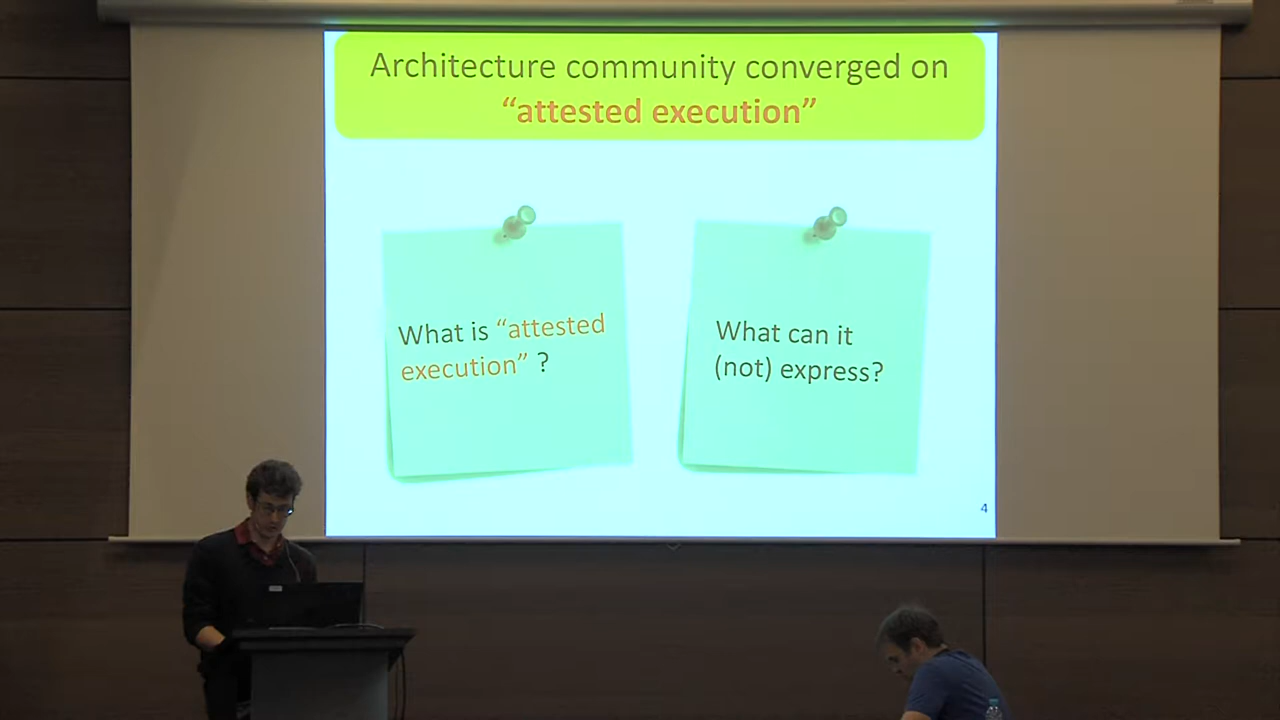 Architecture community converged on
“attested execution”
What is “attested
execution” ?
What can it
(not) express?
4